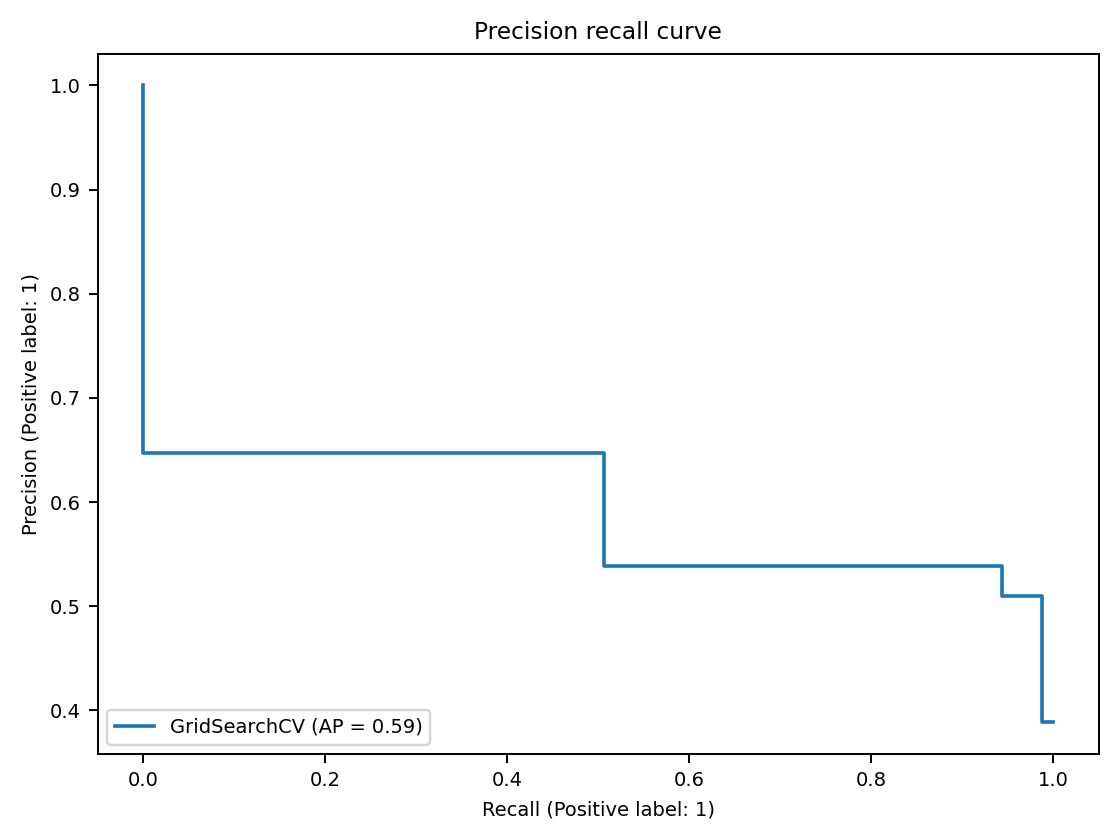 Precision recall curve
1.0
0.9
0.8
0.7
0.6
0.5
0.4
Precision (Positive label: 1)
GridSearchCV (AP = 0.59)
0.0 0.2 0.4 0.6 0.8 1.0
Recall (Positive label: 1)